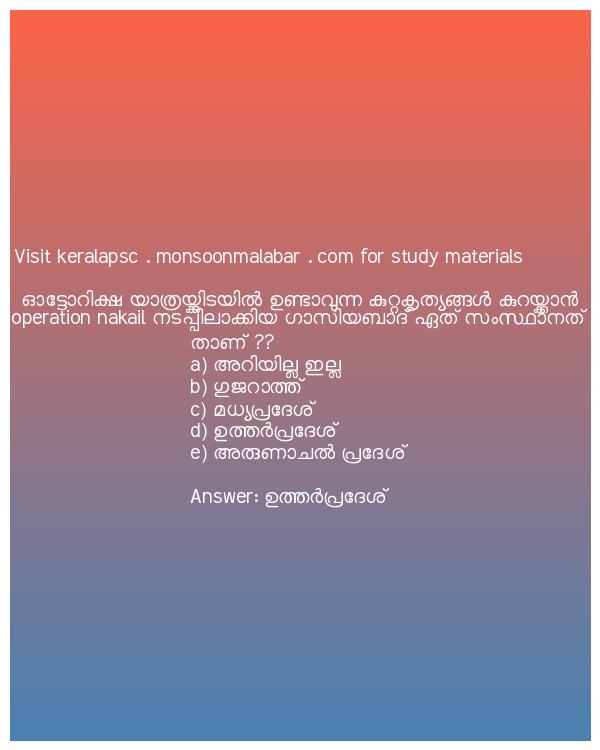 Visit keralapsc . monsoonmalabar . com for study materials
ഓട്ടോറിക്ഷ യാത്രയ്ക്കിടയിൽ ഉണ്ടാവുന്ന കുറ്റകൃത്യങ്ങൾ കുറയ്ക്കാൻ
operation nakail നടപ്പിലാക്കിയ ഗാസിയബാദ് ഏത് സംസ്ഥാനത്
താണ് ??
a) അറിയില്ല ഇല്ല
b) ഗുജറാത്ത്
c) മധ്യപ്രദേശ്
d) ഉത്തർപ്രദേശ്
e) അരുണാചൽ പ്രദേശ്
Answer: ഉത്തർപ്രദേശ്